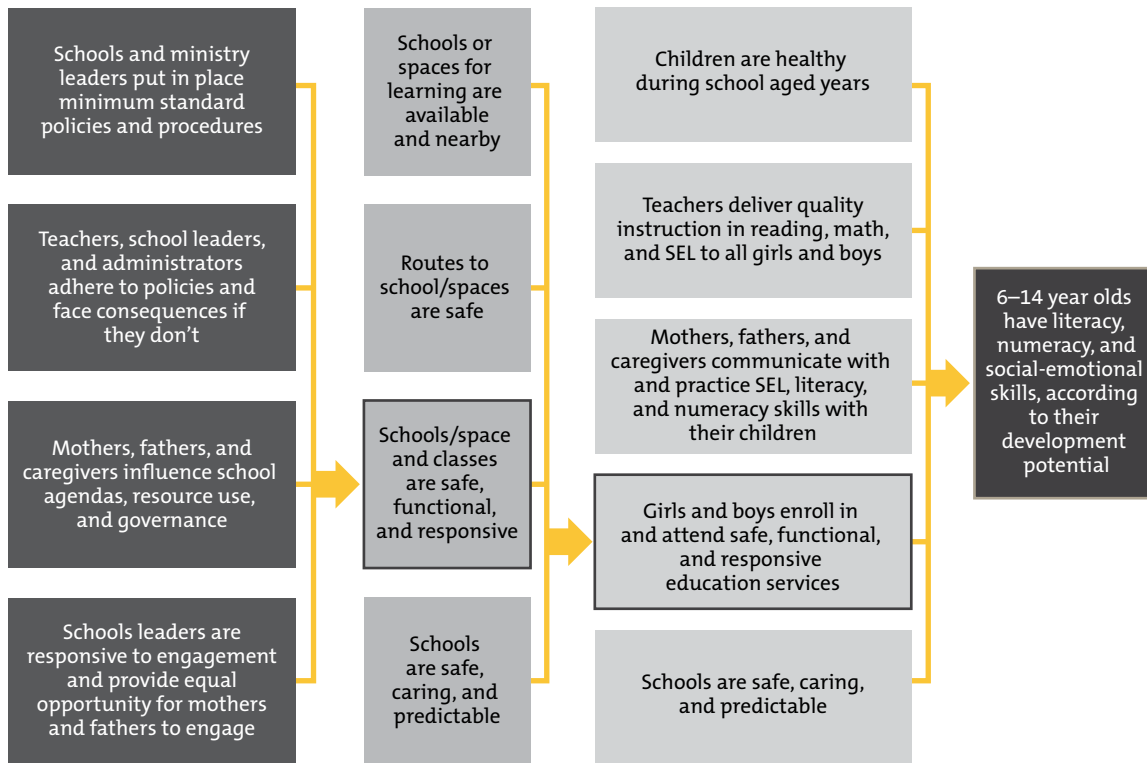 Schools and ministry
leaders put in place
minimum standard
policies and procedures
Teachers, school leaders,
and administrators
adhere to policies and
face consequences if
they don’t
Mothers, fathers, and
caregivers influence school
agendas, resource use,
and governance
Schools leaders are
responsive to engagement
and provide equal
opportunity for mothers
and fathers to engage
Schools or
spaces for
learning are
available
and nearby
Routes to
school/spaces
are safe
Schools/space
and classes
are safe,
functional,
and responsive
Schools
are safe,
caring, and
predictable
Children are healthy
during school aged years
Teachers deliver quality
instruction in reading, math,
and SEL to all girls and boys
Mothers, fathers, and
caregivers communicate with
and practice SEL, literacy,
and numeracy skills with
their children
Girls and boys enroll in
and attend safe, functional,
and responsive
education services
Schools are safe, caring,
and predictable
6–14 year olds
have literacy,
numeracy, and
social-emotional
skills, according
to their
development
potential